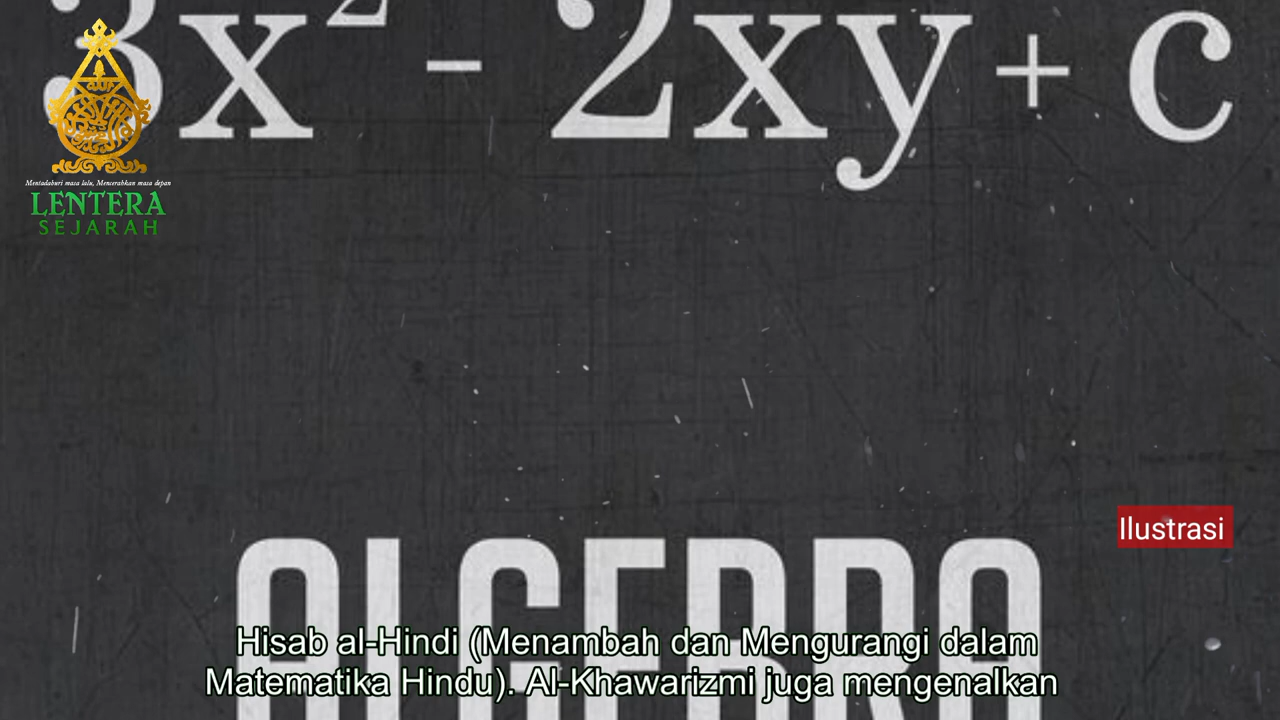 3x² - 2xy + c
Mentadaburi masa lalu, Mencerahkan masa depan
LENTERA
SEJARAH
Ilustrasi
ALGEBRA
Hisab al-Hindi (Menambah dan Mengurangi dalam
Matematika Hindu). Al-Khawarizmi juga mengenalkan